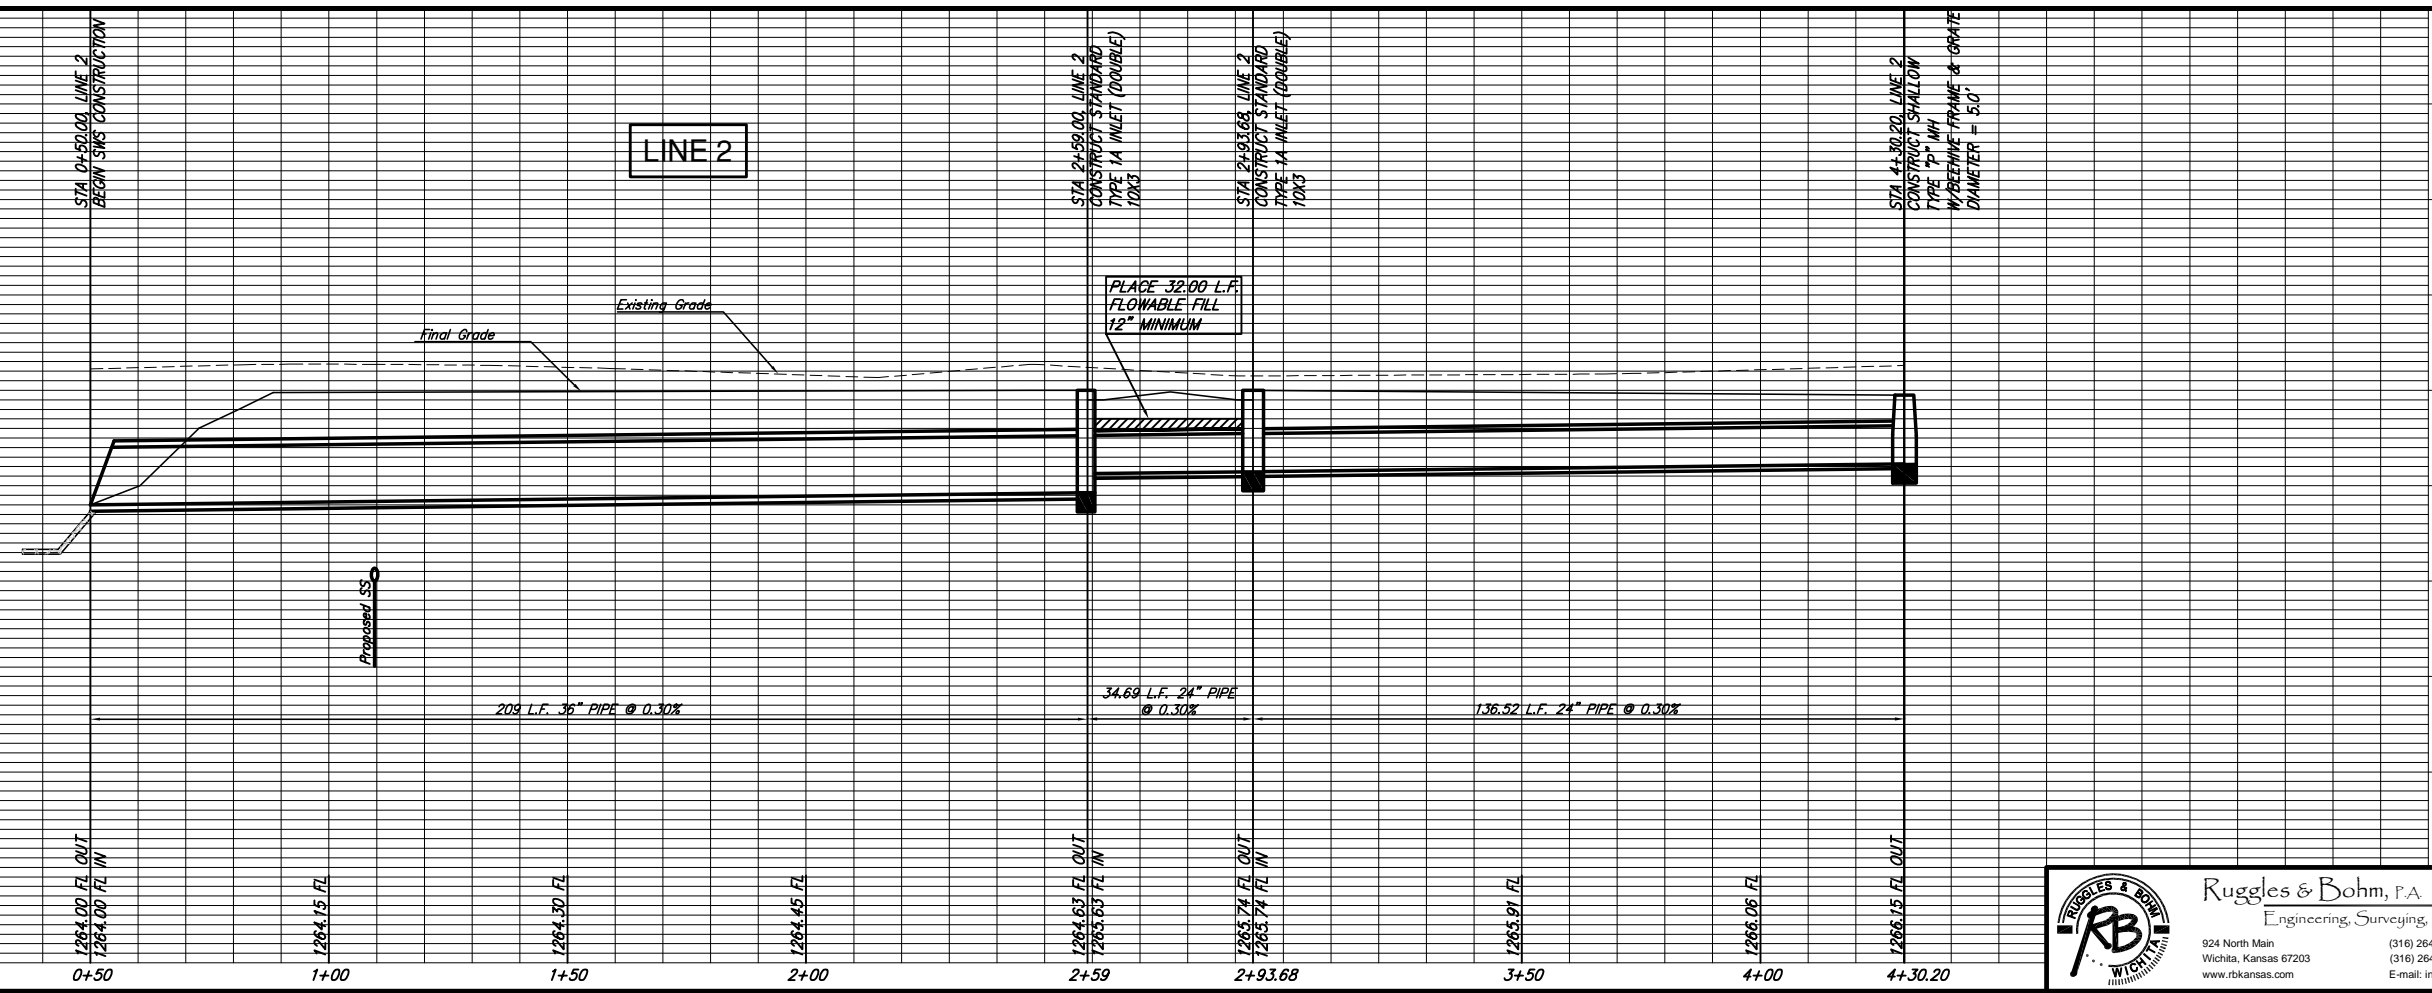 STA 0+50.00, LINE 2
BEGIN SWS CONSTRUCTION
LINE 2
STA 2+59.00, LINE 2
CONSTRUCT STANDARD
TYPE 1A INLET (DOUBLE)
10X3
STA 2+93.68, LINE 2
CONSTRUCT STANDARD
TYPE 1A INLET (DOUBLE)
10X3
STA 4+30.20, LINE 2
CONSTRUCT SHALLOW
TYPE "P" MH
W/BEEHIVE FRAME & GRATE
DIAMETER = 5.0'
PLACE 32.00 L.F.
FLOWABLE FILL
12" MINIMUM
Existing Grade
Final Grade
Proposed SS
209 L.F. 36" PIPE @ 0.30%
34.69 L.F. 24" PIPE
@ 0.30%
136.52 L.F. 24" PIPE @ 0.30%
1264.00 FL OUT
1264.00 FL IN
1264.15 FL
1264.30 FL
1264.45 FL
1264.63 FL OUT
1265.63 FL IN
1265.74 FL OUT
1265.74 FL IN
1265.91 FL
1266.06 FL
1266.15 FL OUT
0+50
1+00
1+50
2+00
2+59
2+93.68
3+50
4+00
4+30.20
RUGGLES & BOHM
RB
WICHITA
Ruggles & Bohm, P.A.
Engineering, Surveying,
924 North Main
(316) 264
Wichita, Kansas 67203
(316) 264
www.rbkansas.com
E-mail: in